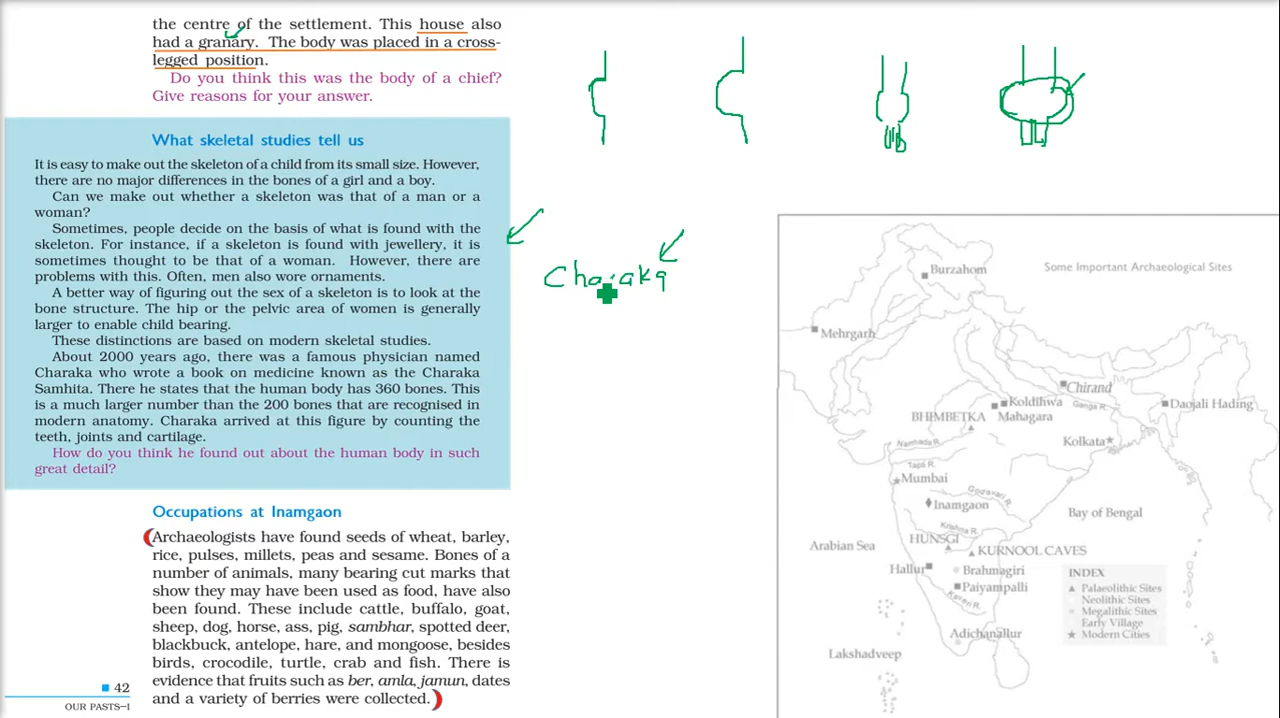 the centre of the settlement. This house also
had a granary. The body was placed in a cross-
legged position.
Do you think this was the body of a chief?
Give reasons for your answer.
What skeletal studies tell us
It is easy to make out the skeleton of a child from its small size. However,
there are no major differences in the bones of a girl and a boy.
Can we make out whether a skeleton was that of a man or a
woman?
Sometimes, people decide on the basis of what is found with the
skeleton. For instance, if a skeleton is found with jewellery, it is
sometimes thought to be that of a woman. However, there are
problems with this. Often, men also wore ornaments.
A better way of figuring out the sex of a skeleton is to look at the
bone structure. The hip or the pelvic area of women is generally
larger to enable child bearing.
These distinctions are based on modern skeletal studies.
About 2000 years ago, there was a famous physician named
Charaka who wrote a book on medicine known as the Charaka
Samhita. There he states that the human body has 360 bones. This
is a much larger number than the 200 bones that are recognised in
modern anatomy. Charaka arrived at this figure by counting the
teeth, joints and cartilage.
How do you think he found out about the human body in such
great detail?
Occupations at Inamgaon
Archaeologists have found seeds of wheat, barley,
rice, pulses, millets, peas and sesame. Bones of a
number of animals, many bearing cut marks that
show they may have been used as food, have also
been found. These include cattle, buffalo, goat,
sheep, dog, horse, ass, pig, sambhar, spotted deer,
blackbuck, antelope, hare, and mongoose, besides
birds, crocodile, turtle, crab and fish. There is
evidence that fruits such as ber, amla, jamun, dates
and a variety of berries were collected.
42
OUR PASTS–I
Charaka
Some Important Archaeological Sites
Burzahom
Mehrgarh
Chirand
Koldihwa
Ganga R.
Daojali Hading
BHIMBETKA
Mahagara
Narmada R.
Kolkata
Tapti R.
Mumbai
Godavari R.
Inamgaon
Bay of Bengal
Krishna R.
Arabian Sea
HUNSGI
KURNOOL CAVES
Hallur
Brahmagiri
Paiyampalli
Kaveri R.
Adichanallur
Lakshadveep
INDEX
Palaeolithic Sites
Neolithic Sites
Megalithic Sites
Early Village
Modern Cities